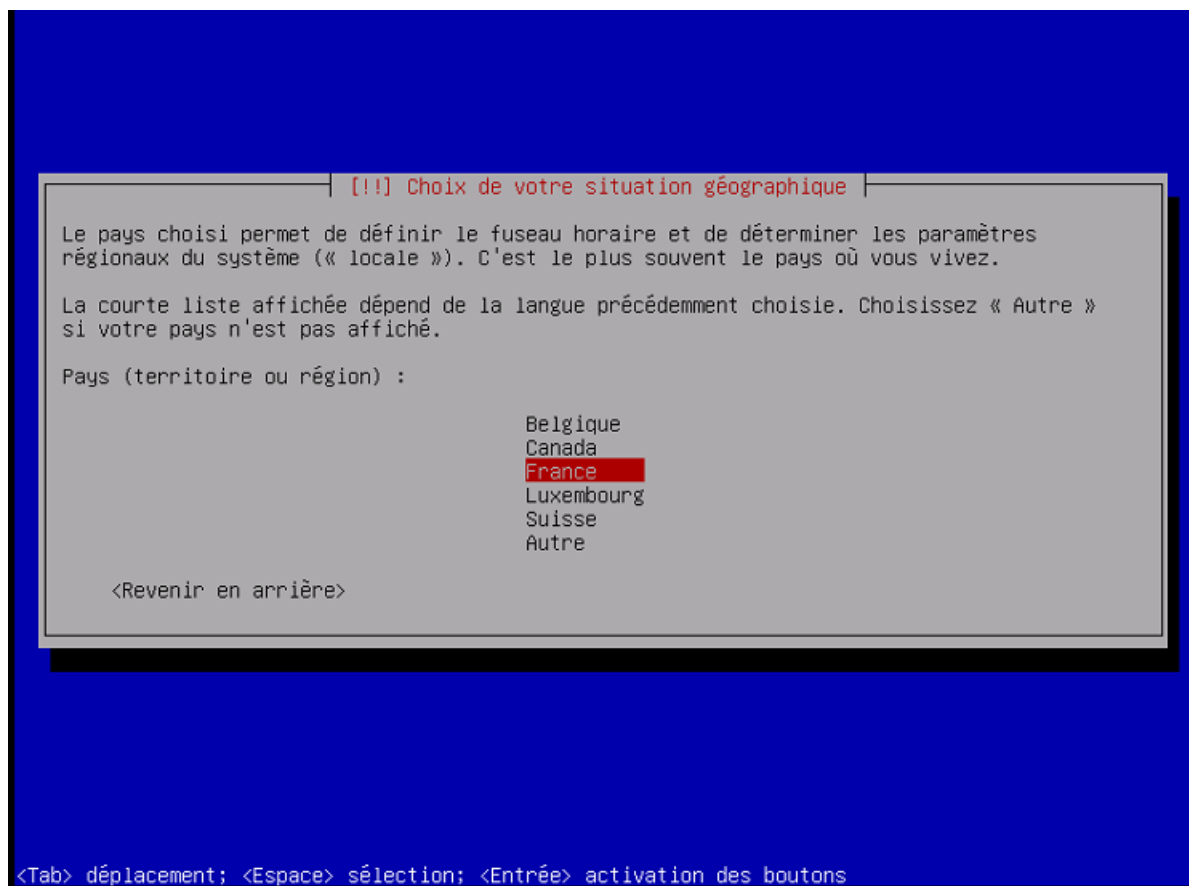 [!!] Choix de votre situation géographique
Le pays choisi permet de définir le fuseau horaire et de déterminer les paramètres
régionaux du système (« locale »). C'est le plus souvent le pays où vous vivez.
La courte liste affichée dépend de la langue précédemment choisie. Choisissez « Autre »
si votre pays n'est pas affiché.
Pays (territoire ou région) :
Belgique
Canada
France
Luxembourg
Suisse
Autre
<Revenir en arrière>
<Tab> déplacement; <Espace> sélection; <Entrée> activation des boutons